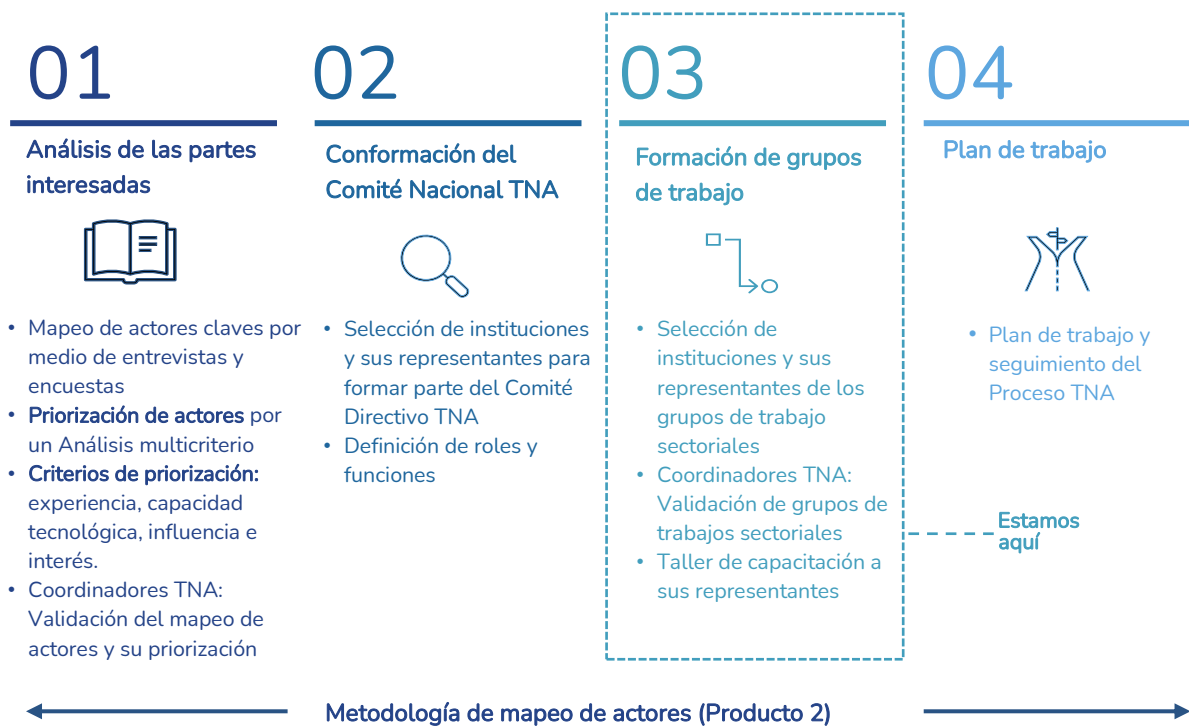 01
Análisis de las partes
interesadas
• Mapeo de actores claves por
medio de entrevistas y
encuestas
• Priorización de actores por
un Análisis multicriterio
• Criterios de priorización:
experiencia, capacidad
tecnológica, influencia e
interés.
• Coordinadores TNA:
Validación del mapeo de
actores y su priorización
02
Conformación del
Comité Nacional TNA
• Selección de instituciones
y sus representantes para
formar parte del Comité
Directivo TNA
• Definición de roles y
funciones
03
Formación de grupos
de trabajo
• Selección de
instituciones y sus
representantes de los
grupos de trabajo
sectoriales
• Coordinadores TNA:
Validación de grupos de
trabajos sectoriales
• Taller de capacitación a
sus representantes
04
Plan de trabajo
• Plan de trabajo y
seguimiento del
Proceso TNA
Estamos
aquí
Metodología de mapeo de actores (Producto 2)